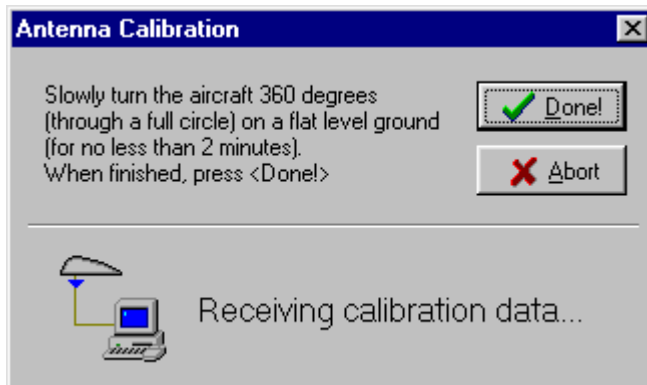 Antenna Calibration
Slowly turn the aircraft 360 degrees
(through a full circle) on a flat level ground
(for no less than 2 minutes).
When finished, press <Done!>
Done!
Abort
Receiving calibration data...